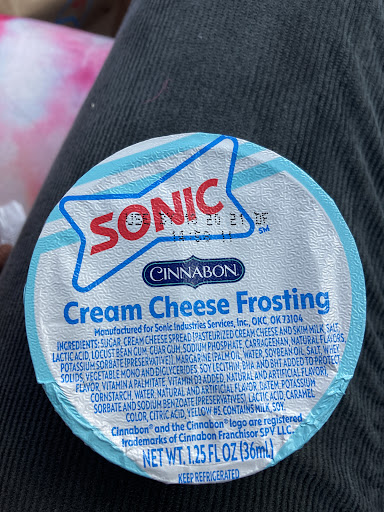 SONIC
SM
CINNABON
Cream Cheese Frosting
Manufactured for Sonic Industries Services, Inc., OKC, OK 73104
INGREDIENTS: SUGAR, CREAM CHEESE SPREAD [PASTEURIZED CREAM CHEESE AND SKIM MILK, SALT,
LACTIC ACID, LOCUST BEAN GUM, GUAR GUM, SODIUM PHOSPHATE, CARRAGEENAN, NATURAL FLAVORS,
POTASSIUM SORBATE (PRESERVATIVE)], MARGARINE [PALM OIL, WATER, SOYBEAN OIL, SALT, WHEY
SOLIDS, VEGETABLE MONO AND DIGLYCERIDES, SOY LECITHIN, BHA AND BHT ADDED TO PROTECT
FLAVOR, VITAMIN A PALMITATE, VITAMIN D3 ADDED, NATURAL AND ARTIFICIAL FLAVOR],
CORNSTARCH, WATER, NATURAL AND ARTIFICIAL FLAVOR, DATEM, POTASSIUM
SORBATE AND SODIUM BENZOATE (PRESERVATIVES), LACTIC ACID, CARAMEL
COLOR, CITRIC ACID, YELLOW #5. CONTAINS MILK, SOY.
Cinnabon® and the Cinnabon® logo are registered
trademarks of Cinnabon Franchisor SPV LLC.
NET WT. 1.25 FL OZ (36mL)
KEEP REFRIGERATED